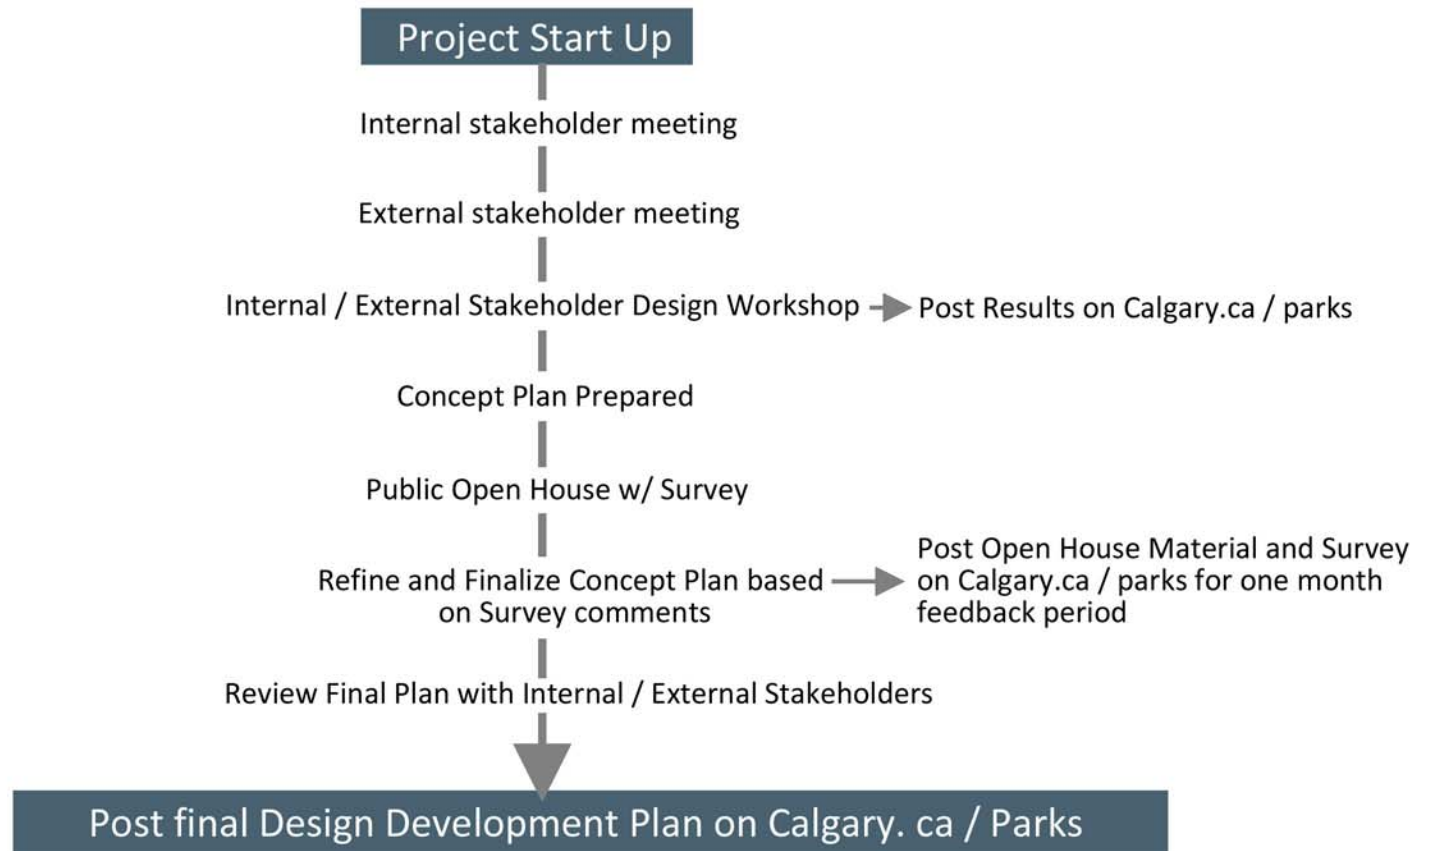 Project Start Up
Internal stakeholder meeting
External stakeholder meeting
Internal / External Stakeholder Design Workshop
Post Results on Calgary.ca / parks
Concept Plan Prepared
Public Open House w/ Survey
Refine and Finalize Concept Plan based
on Survey comments
Post Open House Material and Survey
on Calgary.ca / parks for one month
feedback period
Review Final Plan with Internal / External Stakeholders
Post final Design Development Plan on Calgary. ca / Parks